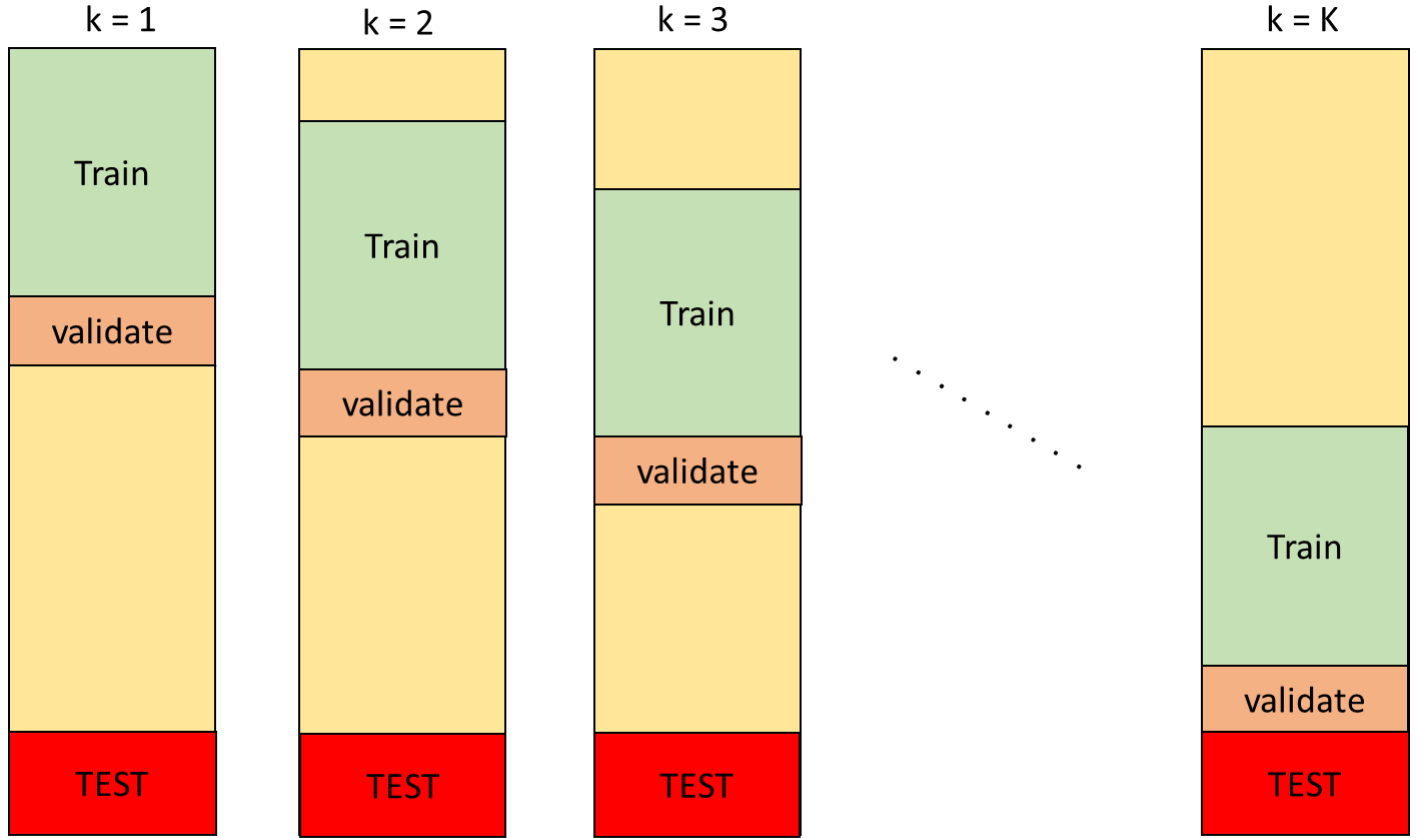 k = 1
k = 2
k = 3
k = K
Train
validate
TEST
Train
validate
TEST
Train
validate
TEST
Train
validate
TEST